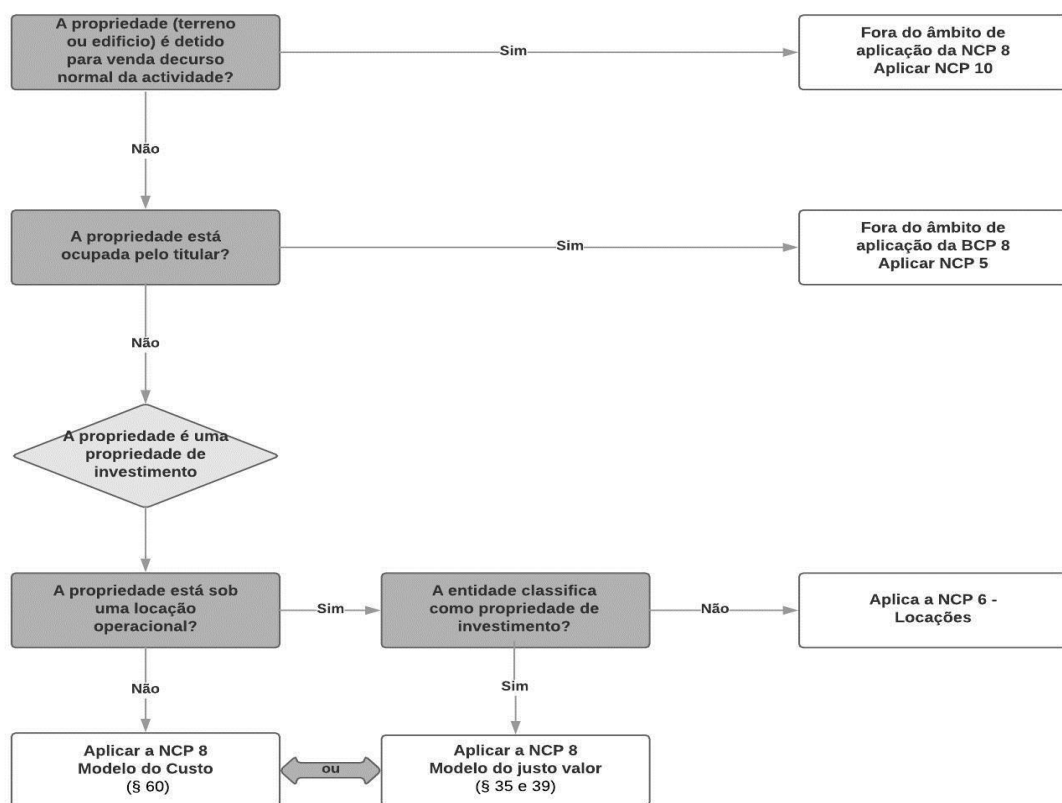 A propriedade (terreno
ou edificio) é detido
para venda decurso
normal da actividade?
Sim
Fora do âmbito de
aplicação da NCP 8
Aplicar NCP 10
Não
A propriedade está
ocupada pelo titular?
Sim
Fora do âmbito de
aplicação da BCP 8
Aplicar NCP 5
Não
A propriedade é uma
propriedade de
investimento
A propriedade está sob
uma locação
operacional?
Sim
A entidade classifica
como propriedade de
investimento?
Não
Aplica a NCP 6 -
Locações
Não
Sim
Aplicar a NCP 8
Modelo do Custo
(§ 60)
ou
Aplicar a NCP 8
Modelo do justo valor
(§ 35 e 39)